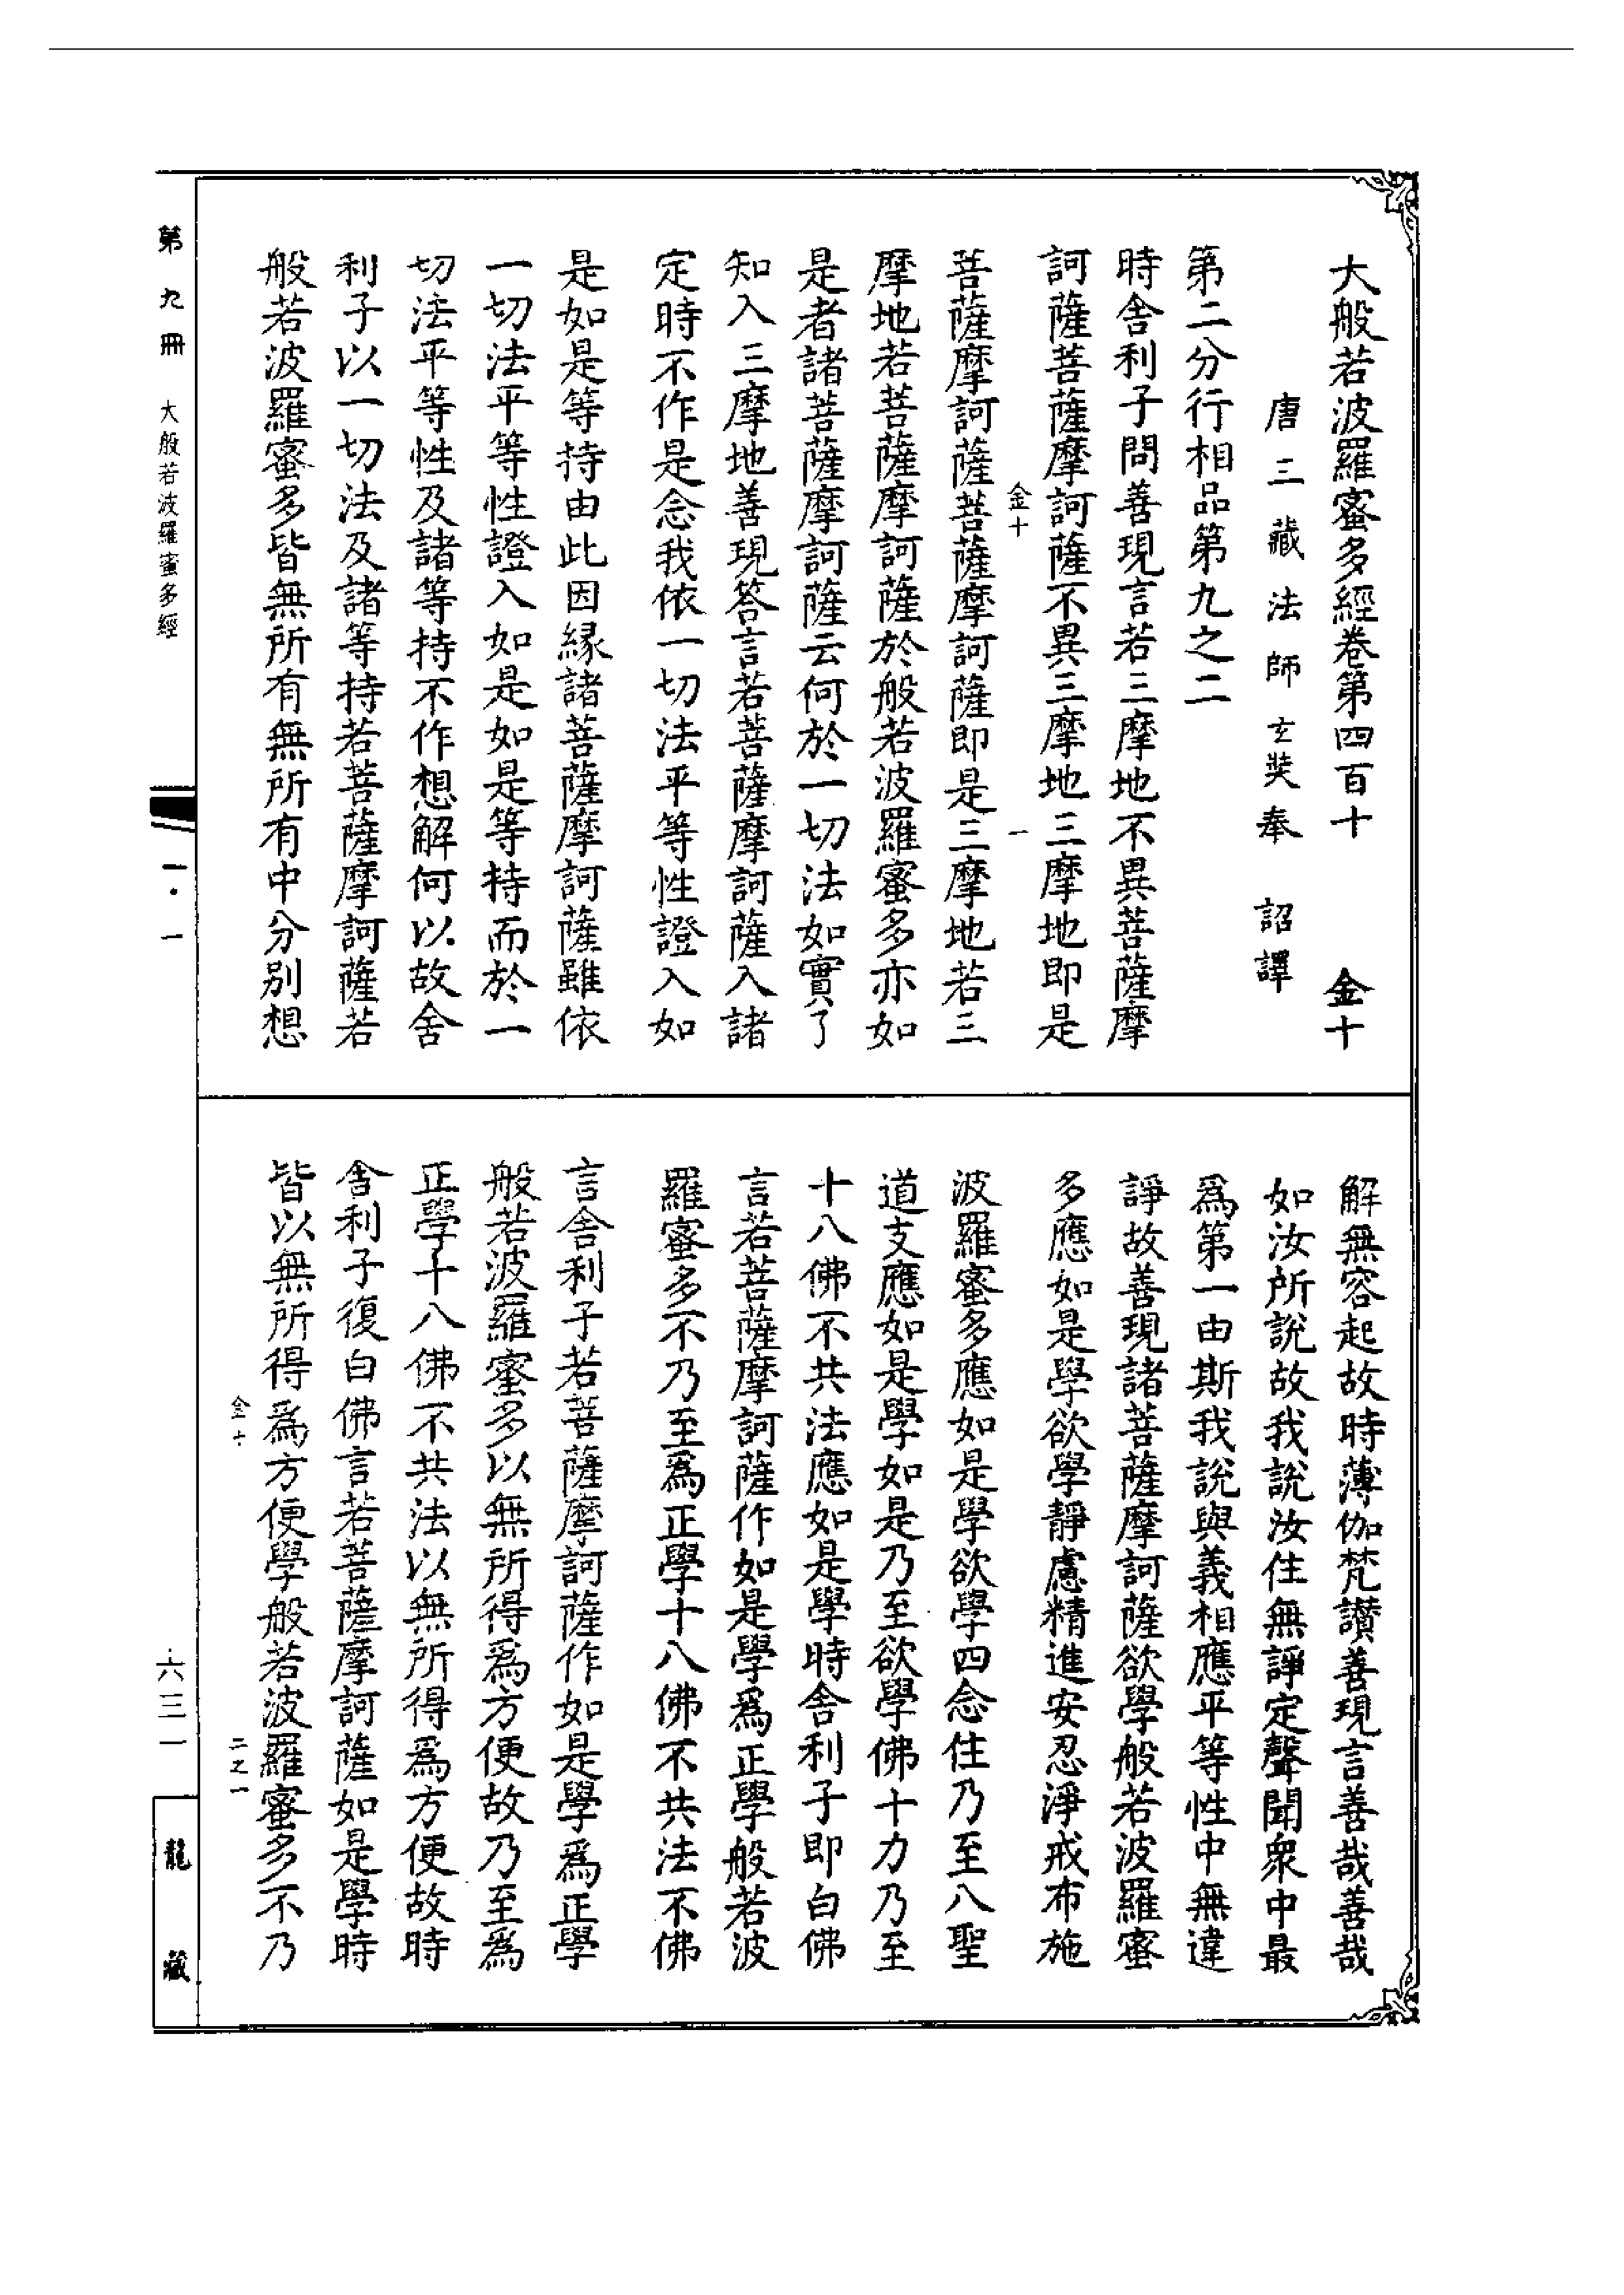 大般若波羅蜜多經卷第四百十　金十
唐三藏法師玄奘奉　詔譯
第二分行相品第九之二
時舍利子問善現言若三摩地不異菩薩摩
訶薩菩薩摩訶薩不異三摩地三摩地即是
金十　一
菩薩摩訶薩菩薩摩訶薩即是三摩地若三
摩地若菩薩摩訶薩於般若波羅蜜多亦如
是者諸菩薩摩訶薩云何於一切法如實了
知入三摩地善現答言若菩薩摩訶薩入諸
定時不作是念我依一切法平等性證入如
是如是等持由此因緣諸菩薩摩訶薩雖依
一切法平等性證入如是如是等持而於一
切法平等性及諸等持不作想解何以故舍
利子以一切法及諸等持若菩薩摩訶薩若
般若波羅蜜多皆無所有無所有中分別想
解無容起故時薄伽梵讚善現言善哉善哉
如汝所說故我說汝住無諍定聲聞眾中最
為第一由斯我說與義相應平等性中無違
諍故善現諸菩薩摩訶薩欲學般若波羅蜜
多應如是學欲學靜慮精進安忍淨戒布施
波羅蜜多應如是學欲學四念住乃至八聖
道支應如是學如是乃至欲學佛十力乃至
十八佛不共法應如是學時舍利子即白佛
言若菩薩摩訶薩作如是學為正學般若波
羅蜜多不乃至為正學十八佛不共法不佛
言舍利子若菩薩摩訶薩作如是學為正學
般若波羅蜜多以無所得為方便故乃至為
正學十八佛不共法以無所得為方便故時
舍利子復白佛言若菩薩摩訶薩如是學時
皆以無所得為方便學般若波羅蜜多不乃
金十　二之一
第九冊　大般若波羅蜜多經
一·一
六三一
龍藏